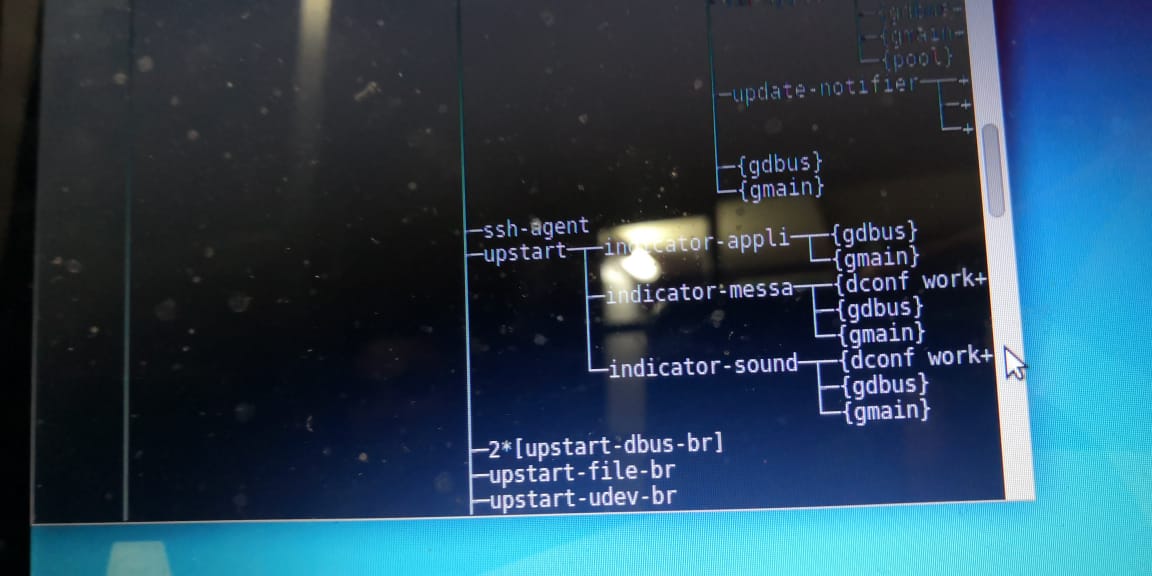 {gmain}
{pool}
update-notifier─┬─+
├─+
└─+
├─{gdbus}
└─{gmain}
├─ssh-agent
├─upstart─┬─indicator-appli─┬─{gdbus}
└─{gmain}
├─indicator-messa─┬─{dconf work+
├─{gdbus}
└─{gmain}
└─indicator-sound─┬─{dconf work+
├─{gdbus}
└─{gmain}
├─2*[upstart-dbus-br]
├─upstart-file-br
├─upstart-udev-br